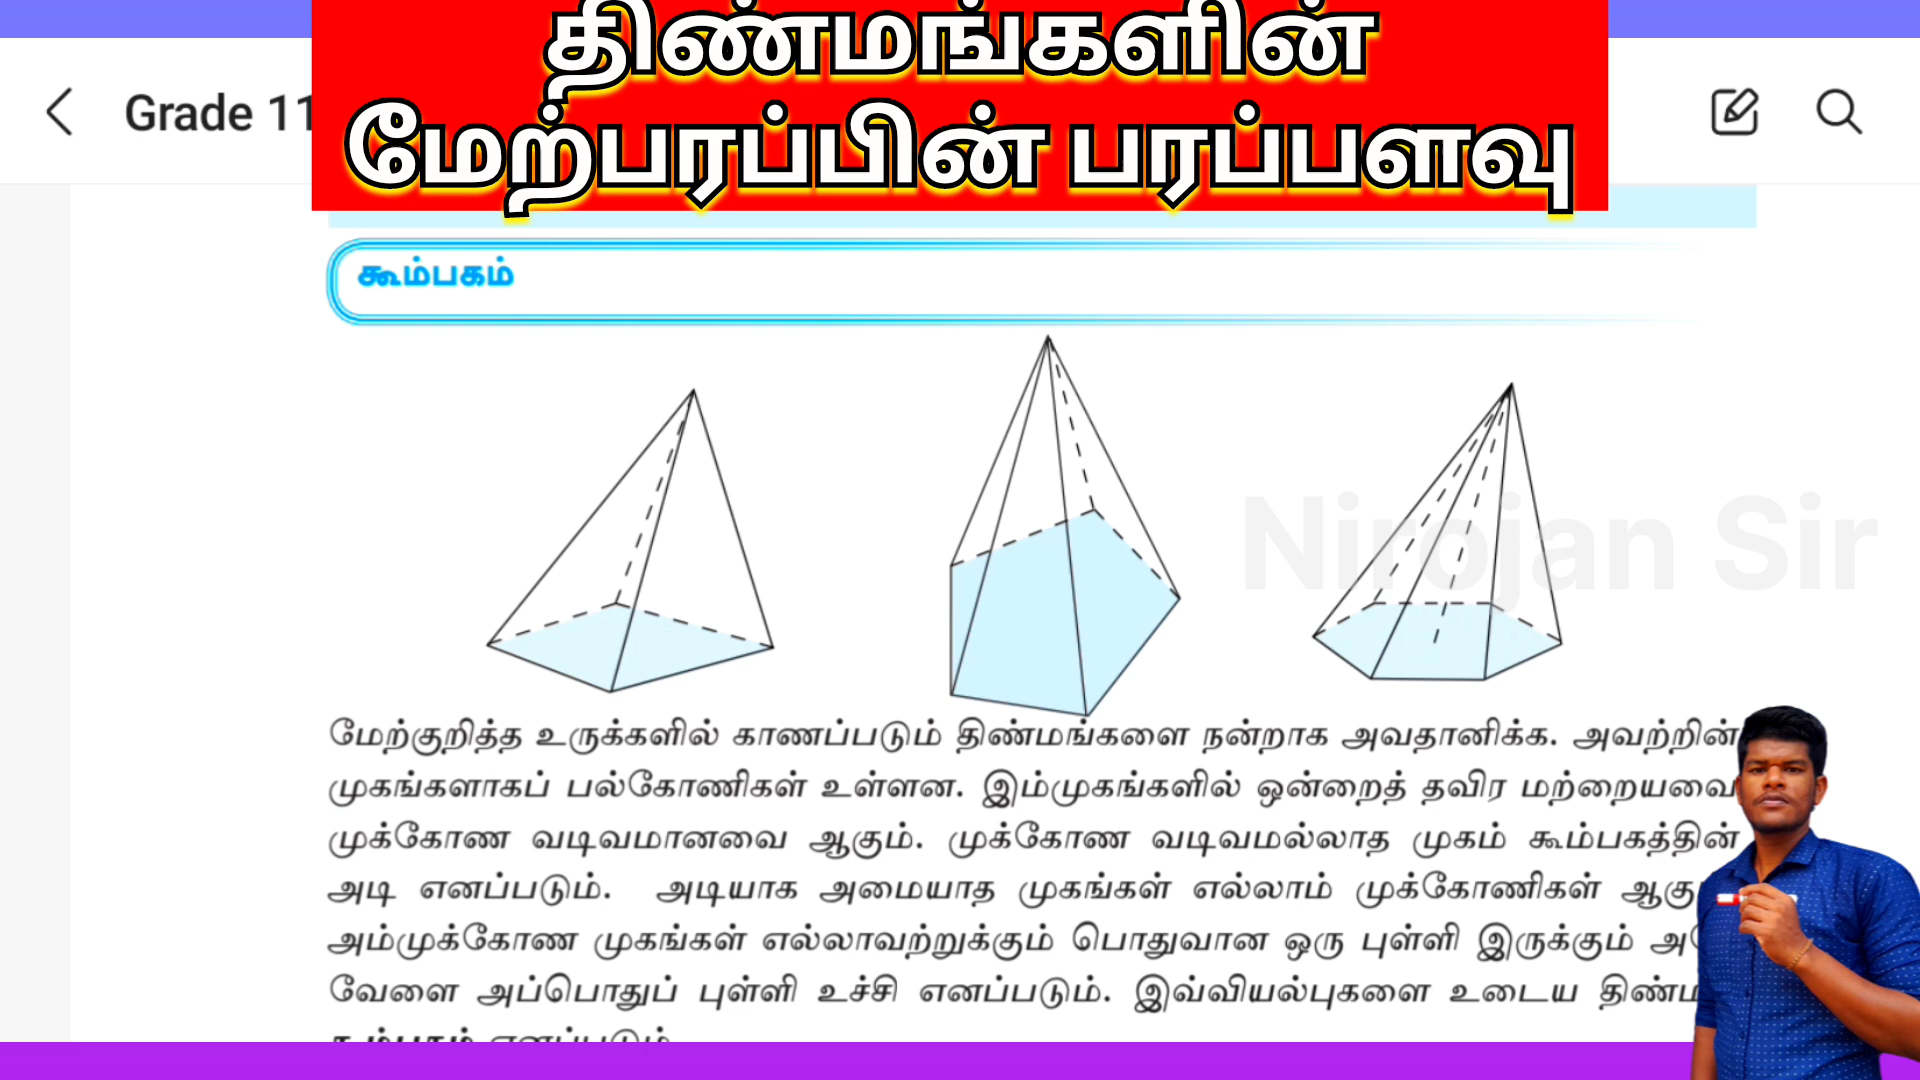 திண்மங்களின்
மேற்பரப்பின் பரப்பளவு
Grade 11
கூம்பகம்
Nirojan Sir
மேற்குறித்த உருக்களில் காணப்படும் திண்மங்களை நன்றாக அவதானிக்க. அவற்றின்
முகங்களாகப் பல்கோணிகள் உள்ளன. இம்முகங்களில் ஒன்றைத் தவிர மற்றையவை
முக்கோண வடிவமானவை ஆகும். முக்கோண வடிவமல்லாத முகம் கூம்பகத்தின்
அடி எனப்படும். அடியாக அமையாத முகங்கள் எல்லாம் முக்கோணிகள்
அம்முக்கோண முகங்கள் எல்லாவற்றுக்கும் பொதுவான ஒரு புள்ளி இருக்கும்
வேளை அப்பொதுப் புள்ளி உச்சி எனப்படும். இவ்வியல்புகளை உடைய